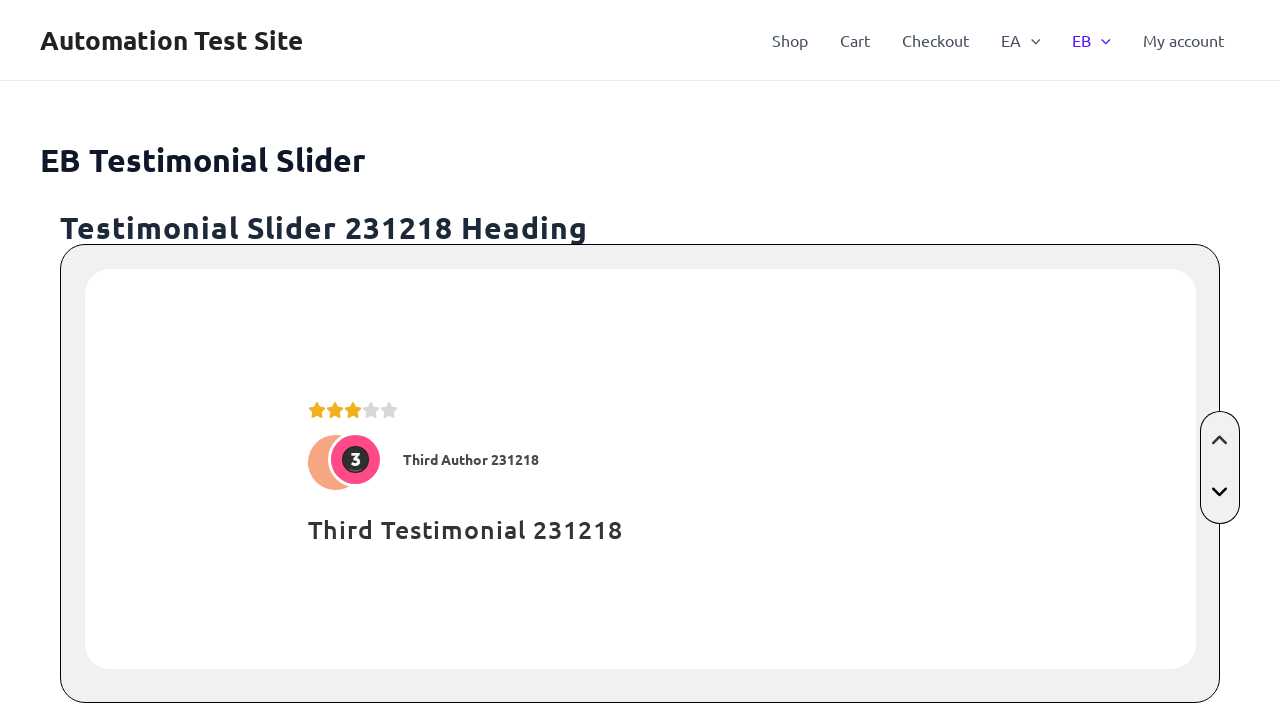 Automation Test Site
Shop Cart Checkout EA EB My account
EB Testimonial Slider
Testimonial Slider 231218 Heading
3
Third Author 231218
Third Testimonial 231218